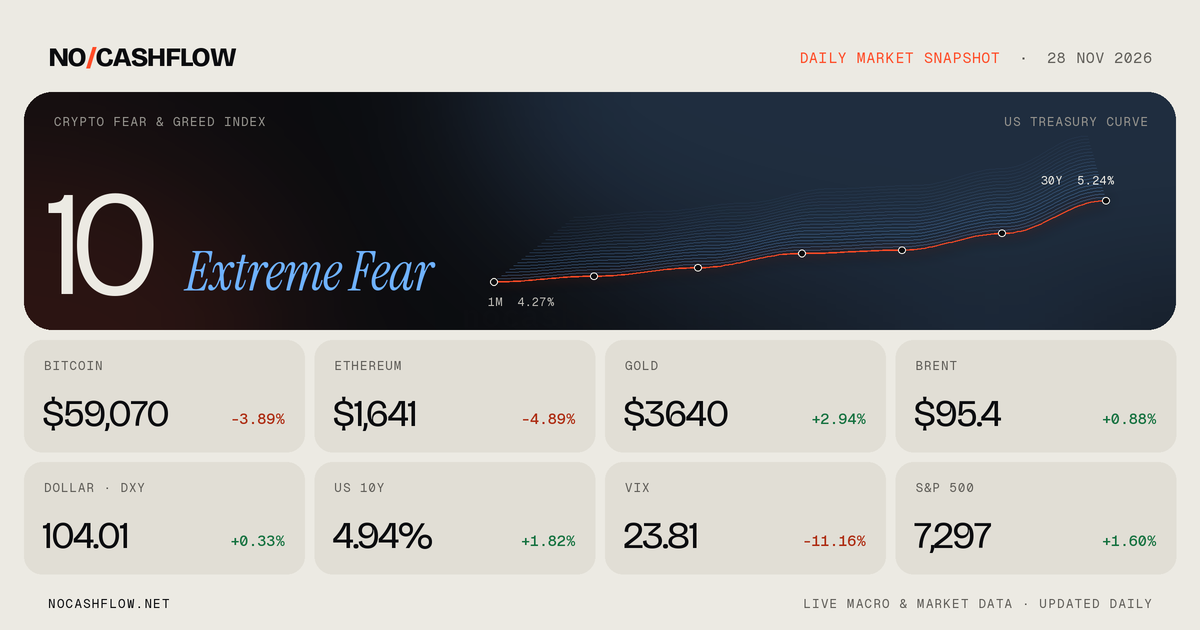 NO/CASHFLOW
DAILY MARKET SNAPSHOT · 28 NOV 2026
CRYPTO FEAR & GREED INDEX
US TREASURY CURVE
10 Extreme Fear
30Y 5.24%
1M 4.27%
BITCOIN
$59,070 -3.89%
ETHEREUM
$1,641 -4.89%
GOLD
$3640 +2.94%
BRENT
$95.4 +0.88%
DOLLAR · DXY
104.01 +0.33%
US 10Y
4.94% +1.82%
VIX
23.81 -11.16%
S&P 500
7,297 +1.60%
NOCASHFLOW.NET
LIVE MACRO & MARKET DATA · UPDATED DAILY